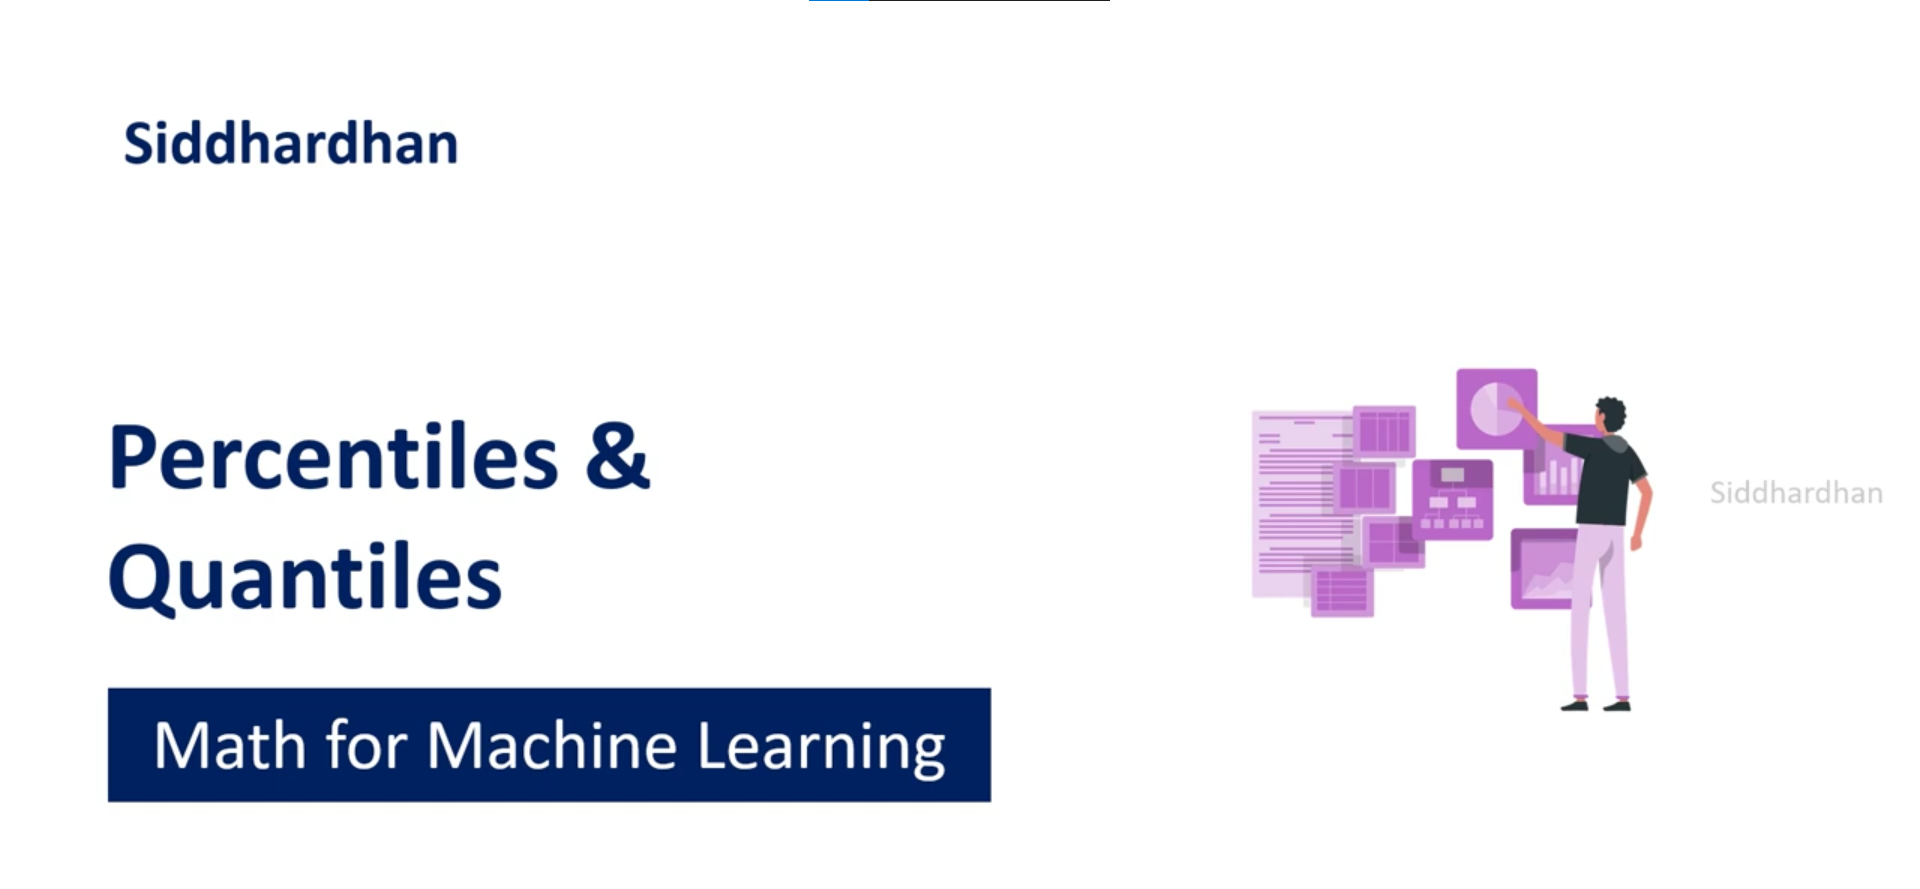 Siddhardhan
Percentiles &
Quantiles
Siddhardhan
Math for Machine Learning